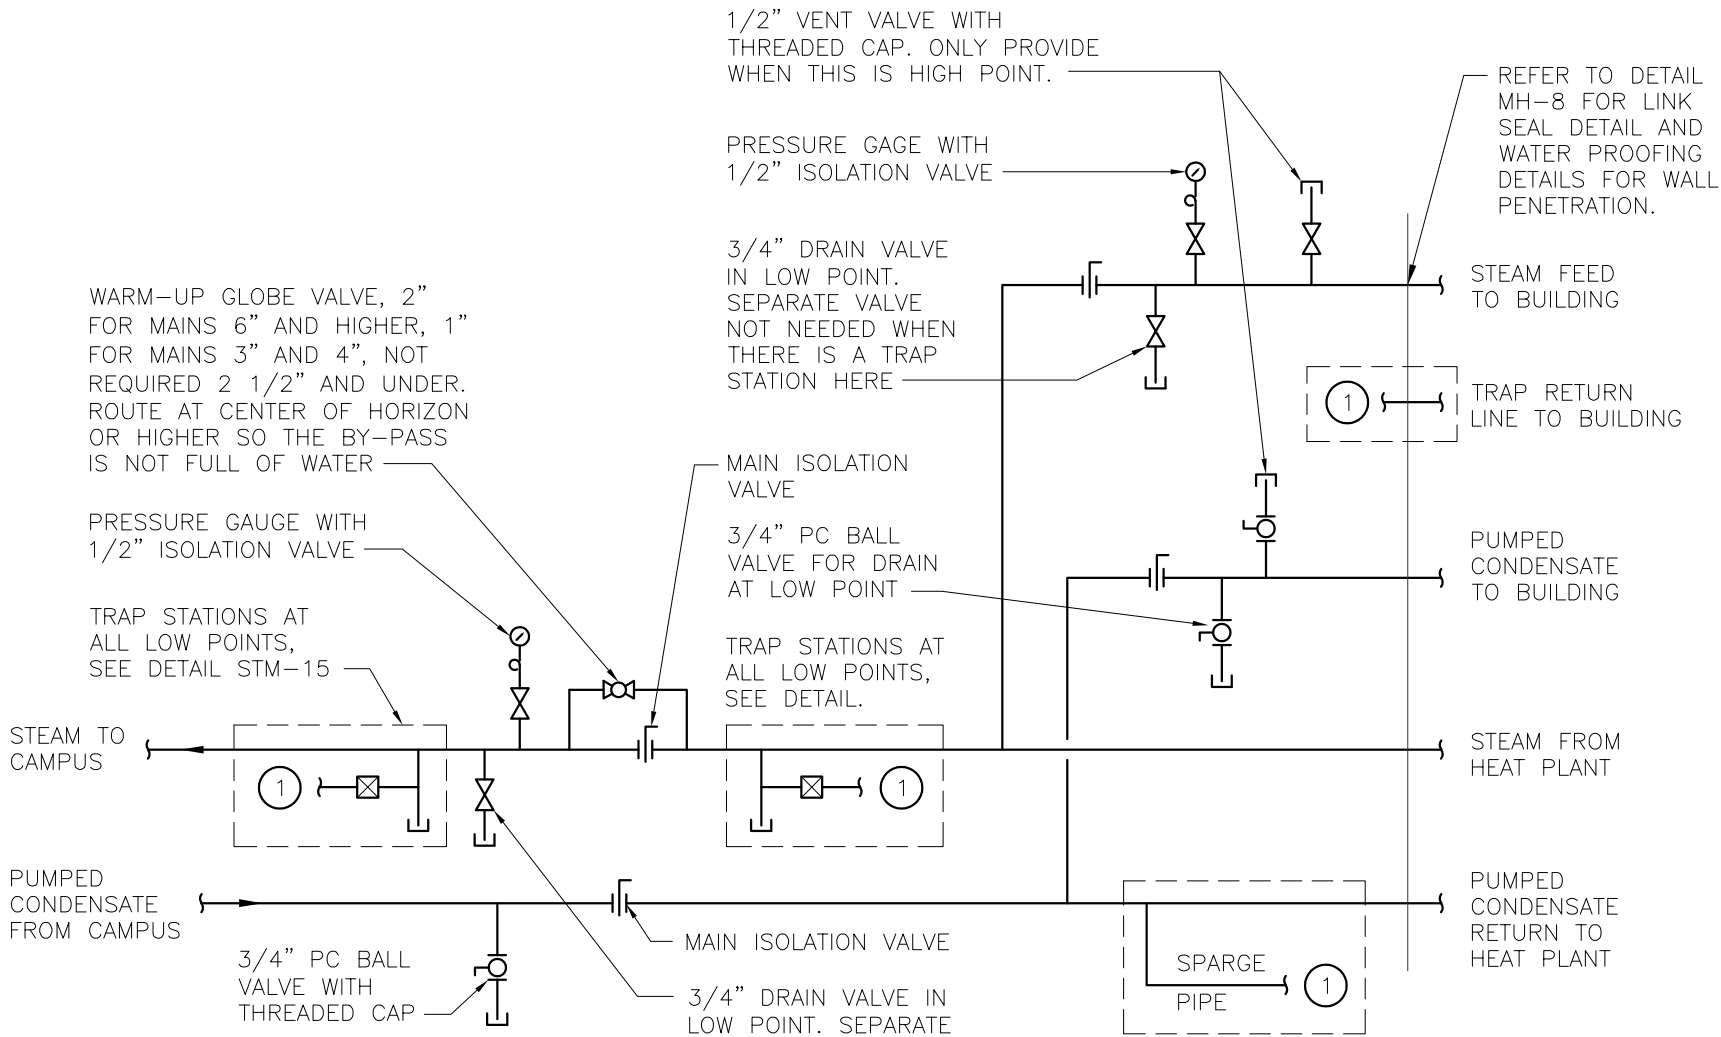 1/2” VENT VALVE WITH
THREADED CAP. ONLY PROVIDE
WHEN THIS IS HIGH POINT.
REFER TO DETAIL
MH-8 FOR LINK
SEAL DETAIL AND
WATER PROOFING
DETAILS FOR WALL
PENETRATION.
PRESSURE GAGE WITH
1/2” ISOLATION VALVE
3/4” DRAIN VALVE
IN LOW POINT.
SEPARATE VALVE
NOT NEEDED WHEN
THERE IS A TRAP
STATION HERE
STEAM FEED
TO BUILDING
WARM-UP GLOBE VALVE, 2”
FOR MAINS 6” AND HIGHER, 1”
FOR MAINS 3” AND 4”, NOT
REQUIRED 2 1/2” AND UNDER.
ROUTE AT CENTER OF HORIZON
OR HIGHER SO THE BY-PASS
IS NOT FULL OF WATER
1
TRAP RETURN
LINE TO BUILDING
MAIN ISOLATION
VALVE
PRESSURE GAUGE WITH
1/2” ISOLATION VALVE
3/4” PC BALL
VALVE FOR DRAIN
AT LOW POINT
PUMPED
CONDENSATE
TO BUILDING
TRAP STATIONS AT
ALL LOW POINTS,
SEE DETAIL STM-15
TRAP STATIONS AT
ALL LOW POINTS,
SEE DETAIL.
STEAM TO
CAMPUS
1
1
STEAM FROM
HEAT PLANT
PUMPED
CONDENSATE
FROM CAMPUS
MAIN ISOLATION VALVE
PUMPED
CONDENSATE
RETURN TO
HEAT PLANT
3/4” PC BALL
VALVE WITH
THREADED CAP
3/4” DRAIN VALVE IN
LOW POINT. SEPARATE
SPARGE
PIPE
1